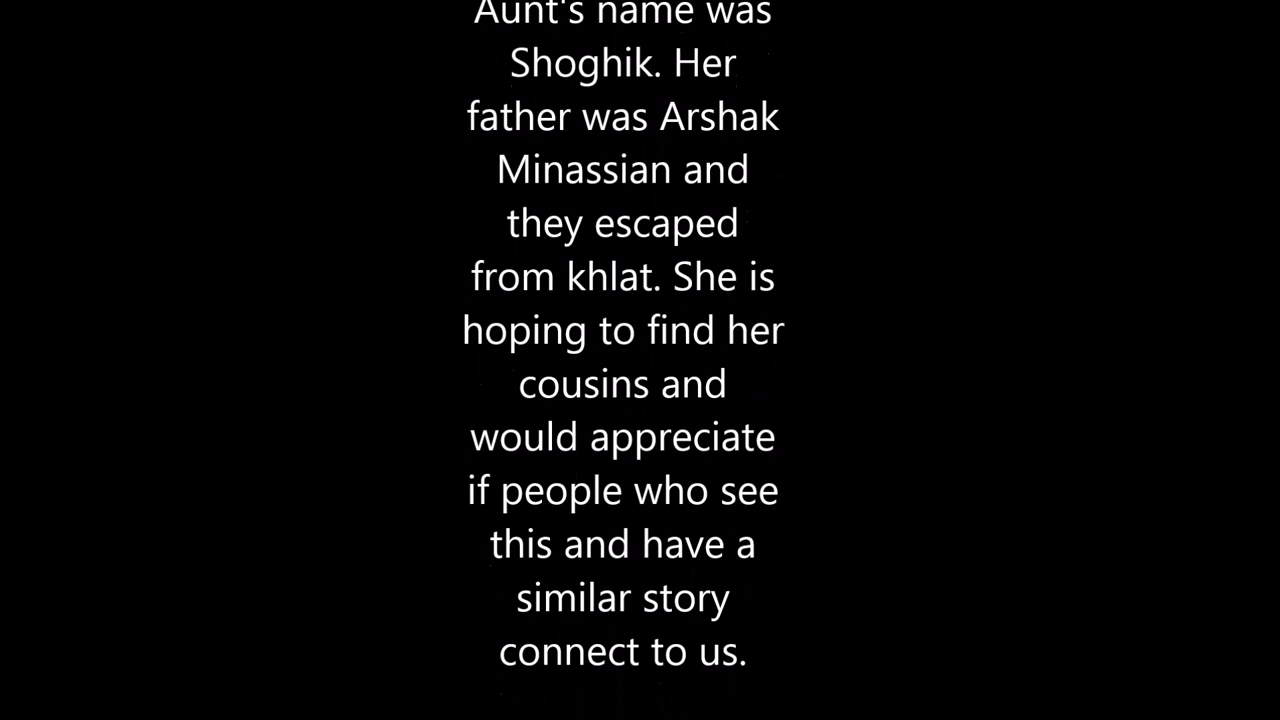 Aunt's name was
Shoghik. Her
father was Arshak
Minassian and
they escaped
from khlat. She is
hoping to find her
cousins and
would appreciate
if people who see
this and have a
similar story
connect to us.